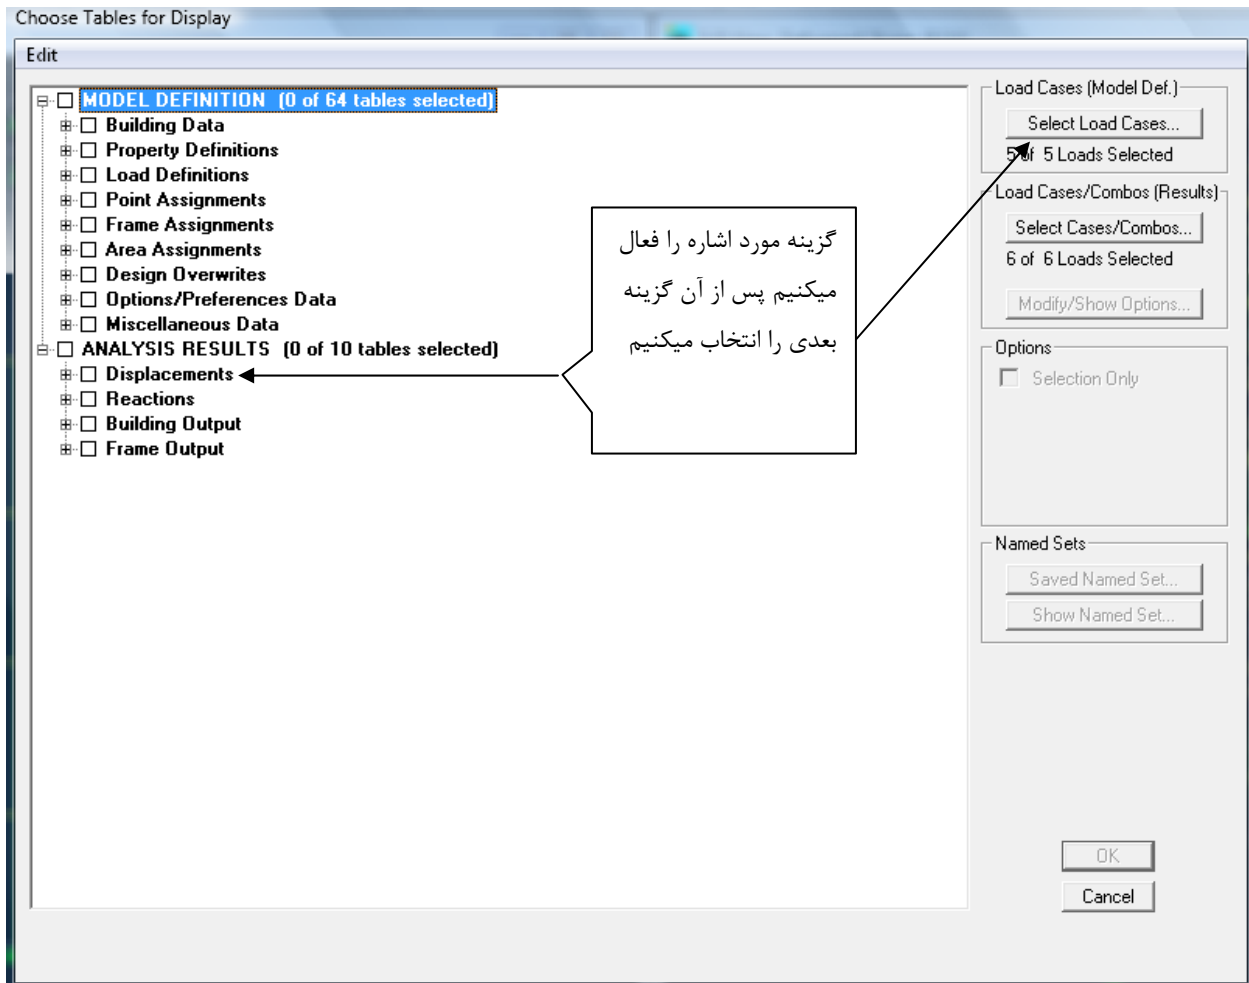 Choose Tables for Display
Edit
MODEL DEFINITION (0 of 64 tables selected)
Building Data
Property Definitions
Load Definitions
Point Assignments
Frame Assignments
Area Assignments
Design Overwrites
Options/Preferences Data
Miscellaneous Data
ANALYSIS RESULTS (0 of 10 tables selected)
Displacements
Reactions
Building Output
Frame Output
گزینه مورد اشاره را فعال
میکنیم پس از آن گزینه
بعدی را انتخاب میکنیم
Load Cases (Model Def.)
Select Load Cases...
5 of 5 Loads Selected
Load Cases/Combos (Results)
Select Cases/Combos...
6 of 6 Loads Selected
Modify/Show Options...
Options
Selection Only
Named Sets
Saved Named Set...
Show Named Set...
OK
Cancel